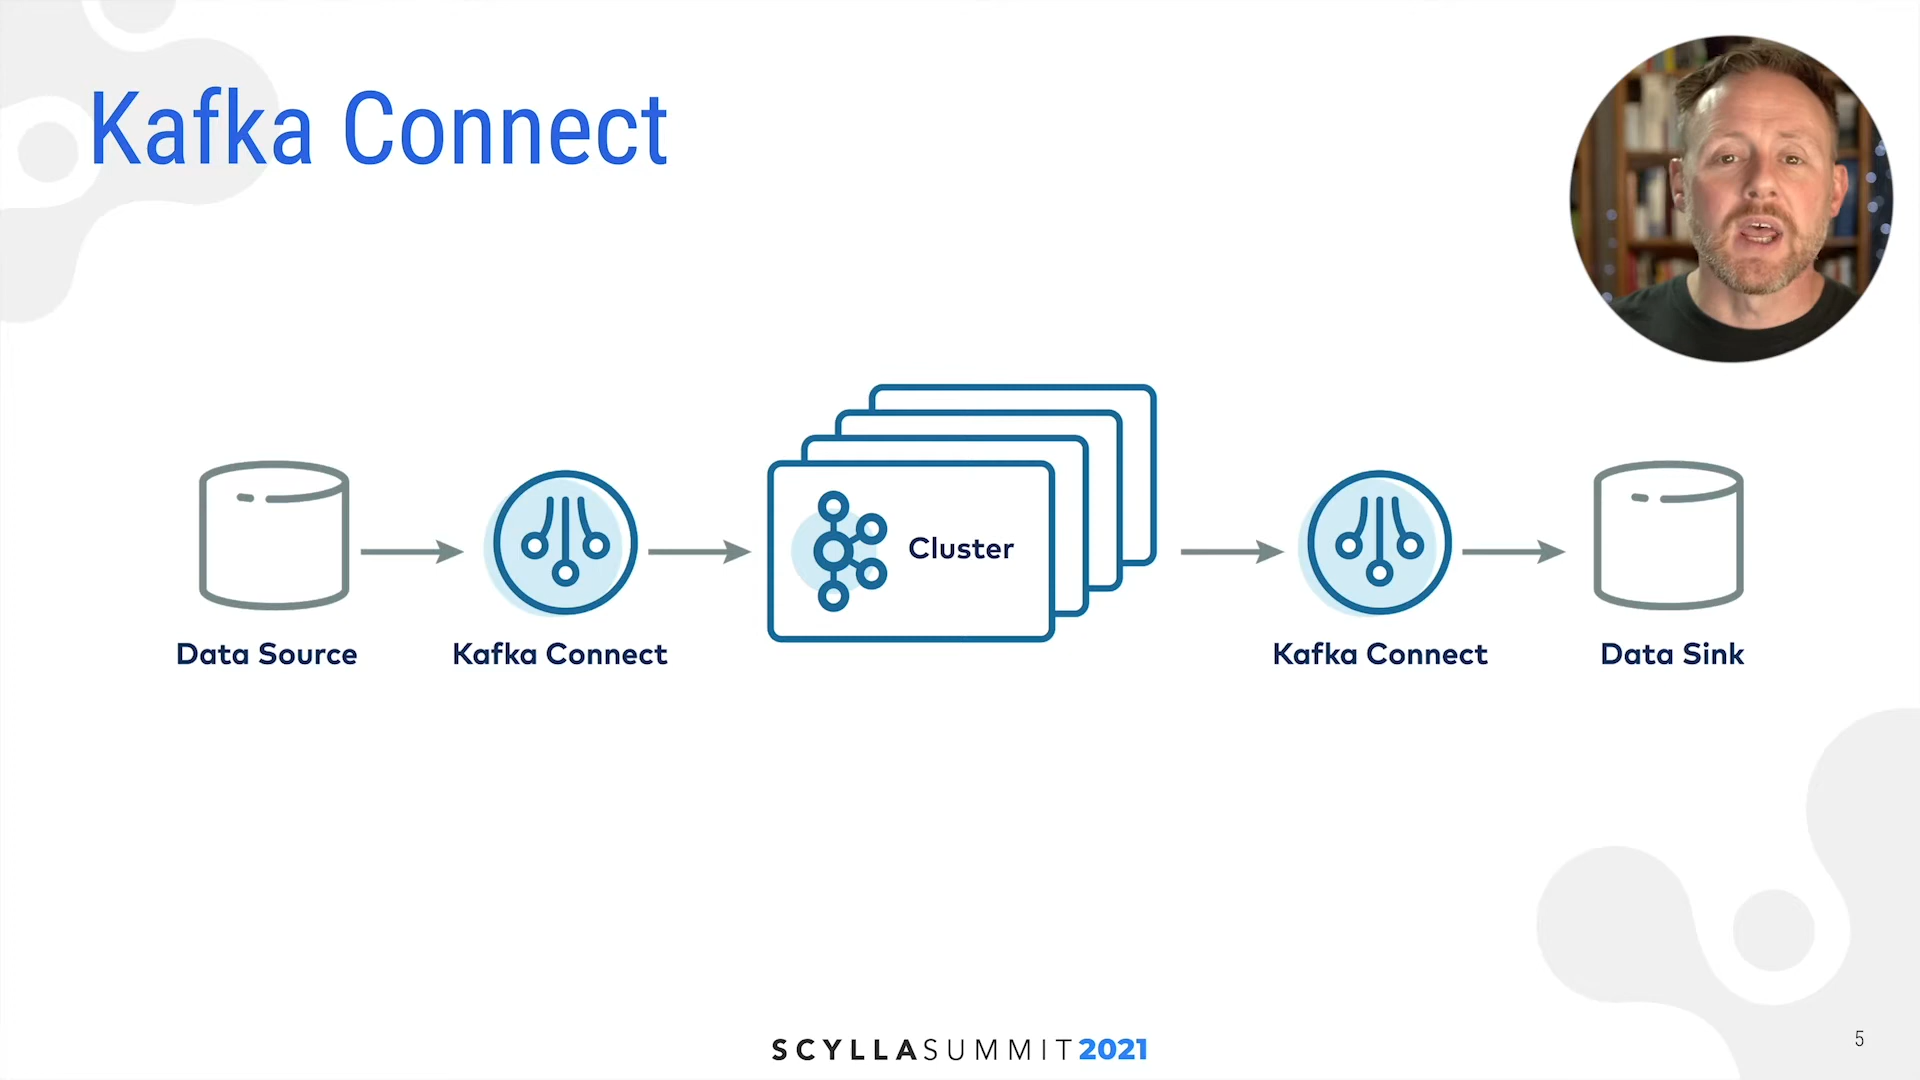 Kafka Connect
Cluster
Data Source
Kafka Connect
Kafka Connect
Data Sink
SCYLLASUMMIT2021
5